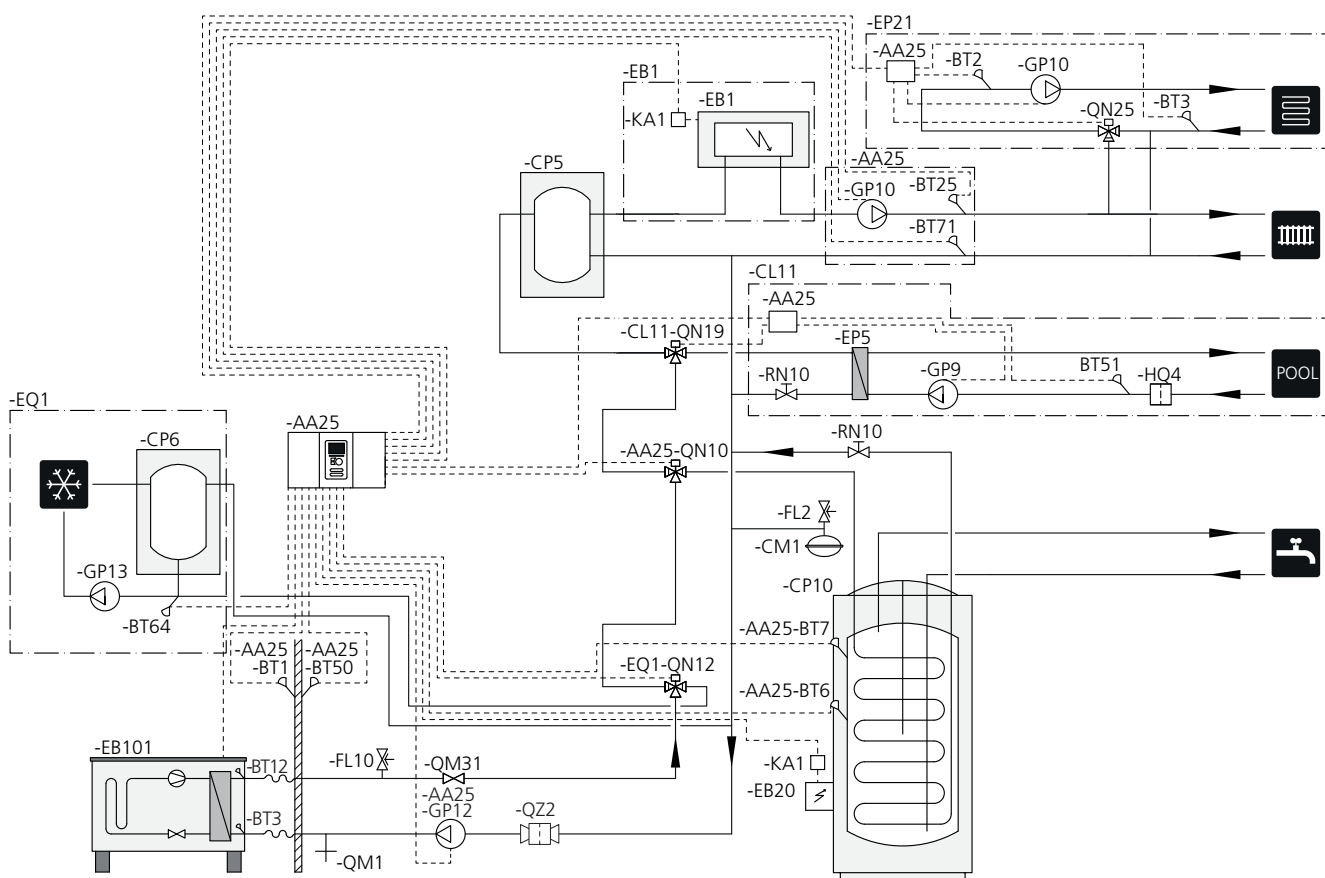 -EP21
-AA25
-BT2
-GP10
-QN25
-BT3
-EB1
-EB1
-KA1
-CP5
-AA25
-GP10
-BT25
-BT71
-CL11
-AA25
-CL11-QN19
-EP5
-RN10
-GP9
BT51
-HQ4
POOL
-EQ1
-CP6
-AA25
-RN10
-AA25-QN10
-FL2
-CM1
-GP13
-CP10
-BT64
-AA25
-BT1
-AA25
-BT50
-AA25-BT7
-EQ1-QN12
-AA25-BT6
-EB101
-BT12
-FL10
-QM31
-KA1
-EB20
-AA25
-GP12
-QZ2
-BT3
-QM1